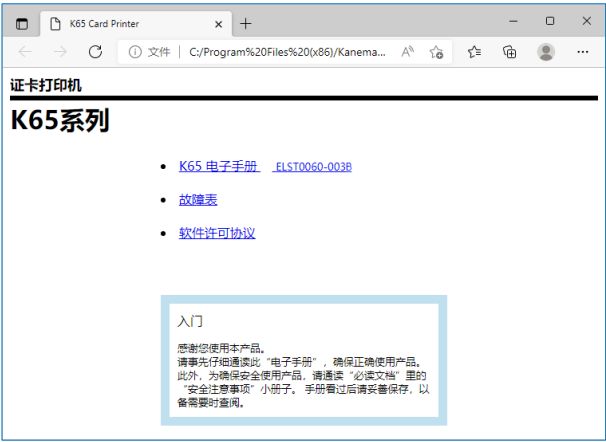 K65 Card Printer
文件 C:/Program%20Files%20(x86)/Kanema...
证卡打印机
K65系列
K65 电子手册 ELST0060-003B
故障表
软件许可协议
入门
感谢您使用本产品。
请事先仔细通读此“电子手册”，确保正确使用产品。
此外，为确保安全使用产品，请通读“必读文档”里的
“安全注意事项”小册子。 手册看过后请妥善保存，以
备需要时查阅。